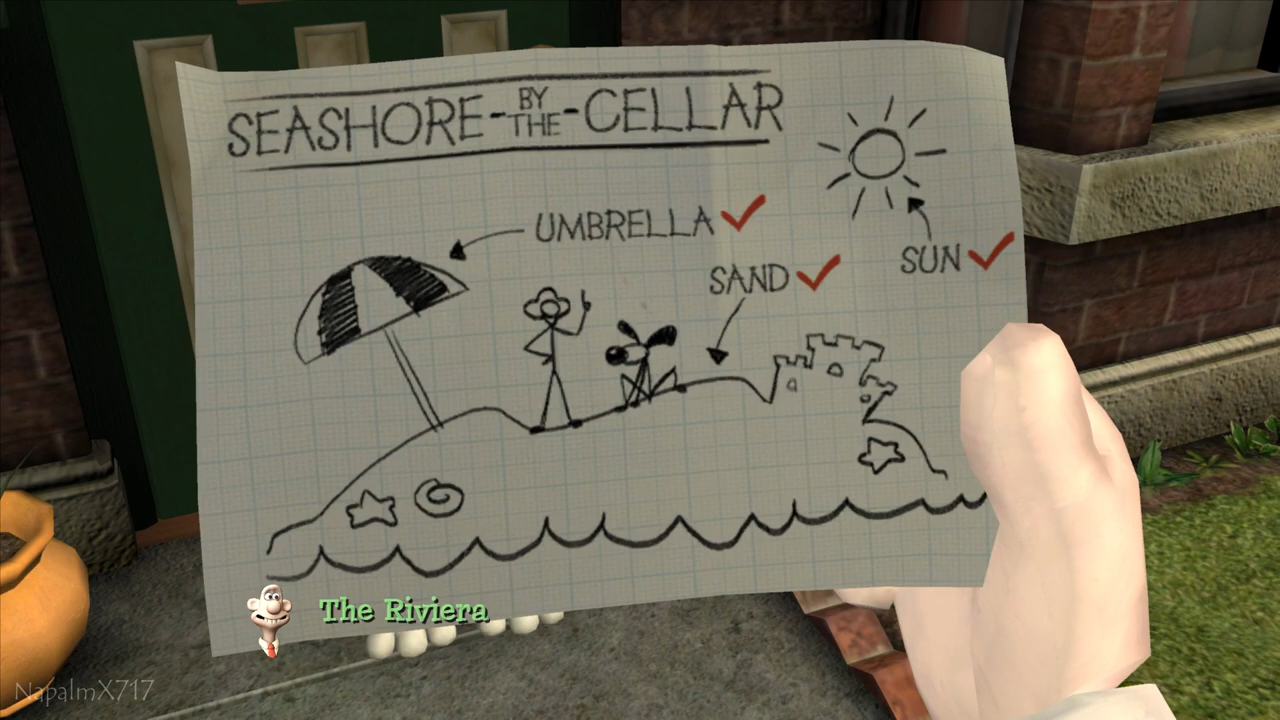 SEASHORE-BY THE-CELLAR
UMBRELLA
SAND
SUN
The Riviera
NapalmX717